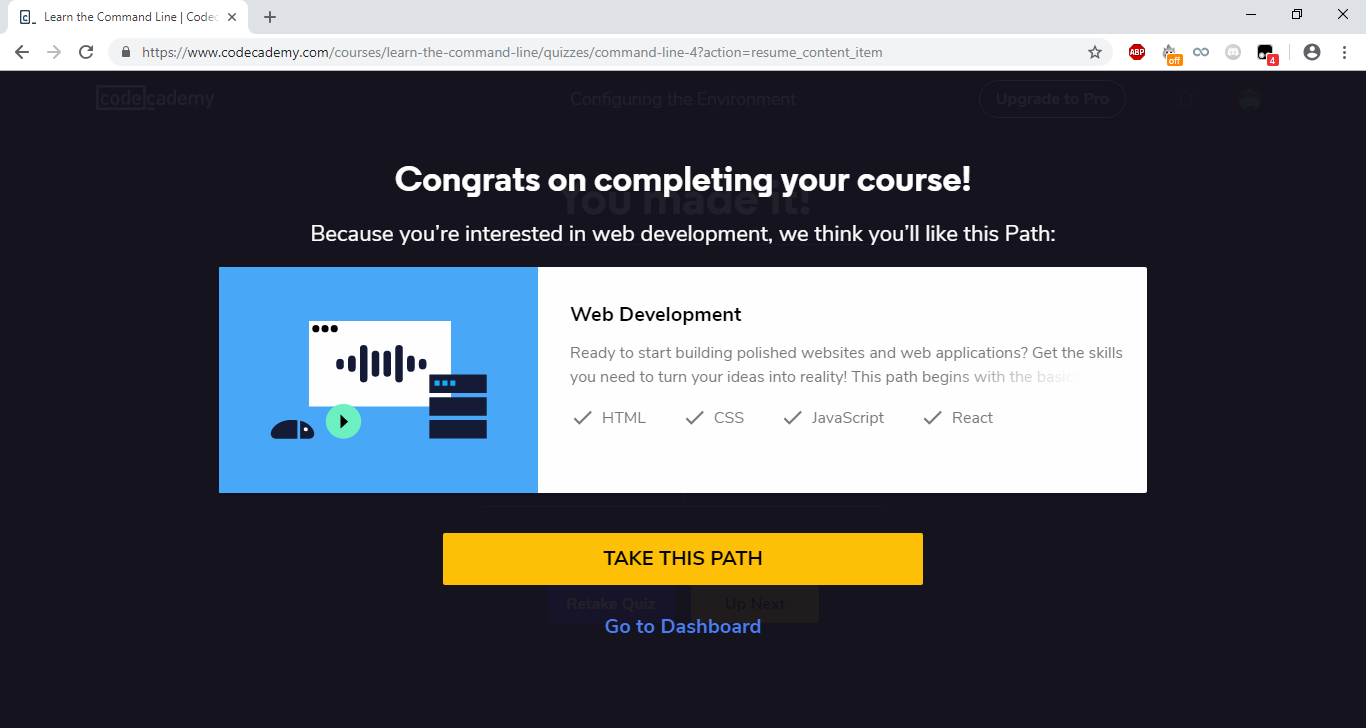 Learn the Command Line | Codec
https://www.codecademy.com/courses/learn-the-command-line/quizzes/command-line-4?action=resume_content_item
ABP
off
4
codecademy
Configuring the Environment
Upgrade to Pro
Congrats on completing your course!
You made it!
Because you’re interested in web development, we think you’ll like this Path:
Web Development
Ready to start building polished websites and web applications? Get the skills
you need to turn your ideas into reality! This path begins with the basics
HTML
CSS
JavaScript
React
TAKE THIS PATH
Retake Quiz
Up Next
Go to Dashboard